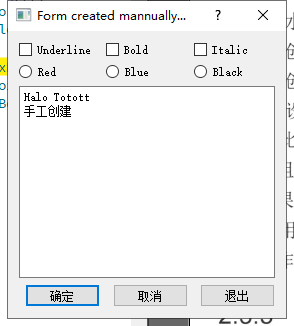 Form created mannually... ?
Underline Bold Italic
Red Blue Black
Halo Totott
手工创建
确定 取消 退出